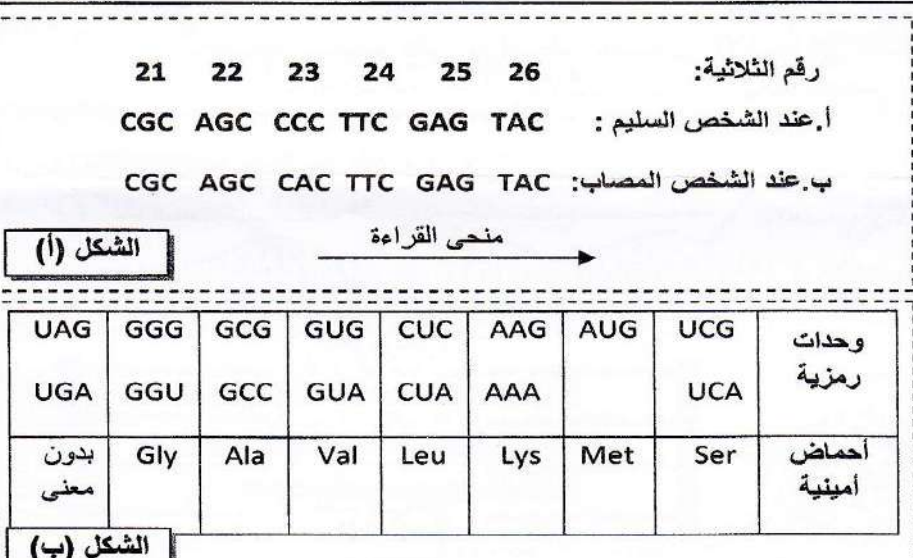 رقم الثلاثية: 21 22 23 24 25 26
أ.عند الشخص السليم : CGC AGC CCC TTC GAG TAC
ب.عند الشخص المصاب: CGC AGC CAC TTC GAG TAC
منحى القراءة
الشكل (أ)
وحدات رمزية UAG GGG GCG GUG CUC AAG AUG UCG
UGA GGU GCC GUA CUA AAA UCA
أحماض أمينية بدون معنى Gly Ala Val Leu Lys Met Ser
الشكل (ب)